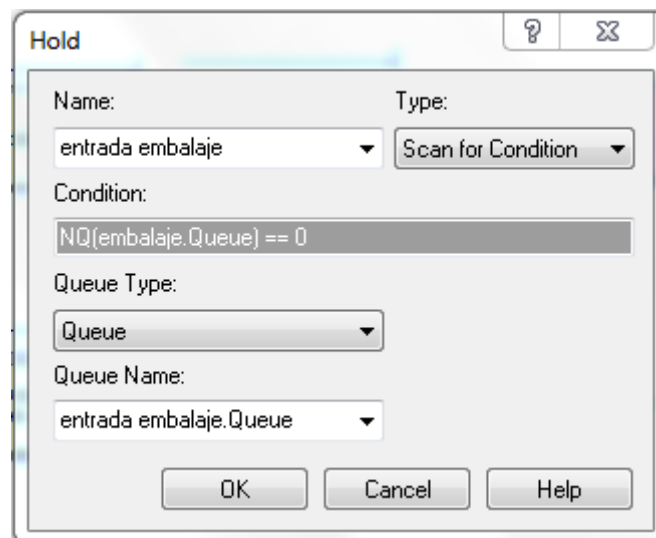 Hold
Name: Type:
entrada embalaje Scan for Condition
Condition:
NQ(embalaje.Queue) == 0
Queue Type:
Queue
Queue Name:
entrada embalaje.Queue
OK Cancel Help